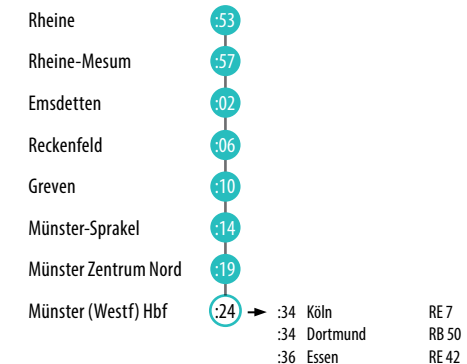 Rheine :53
Rheine-Mesum :57
Emsdetten :02
Reckenfeld :06
Greven :10
Münster-Sprakel :14
Münster Zentrum Nord :19
Münster (Westf) Hbf :24 → :34 Köln RE 7
:34 Dortmund RB 50
:36 Essen RE 42